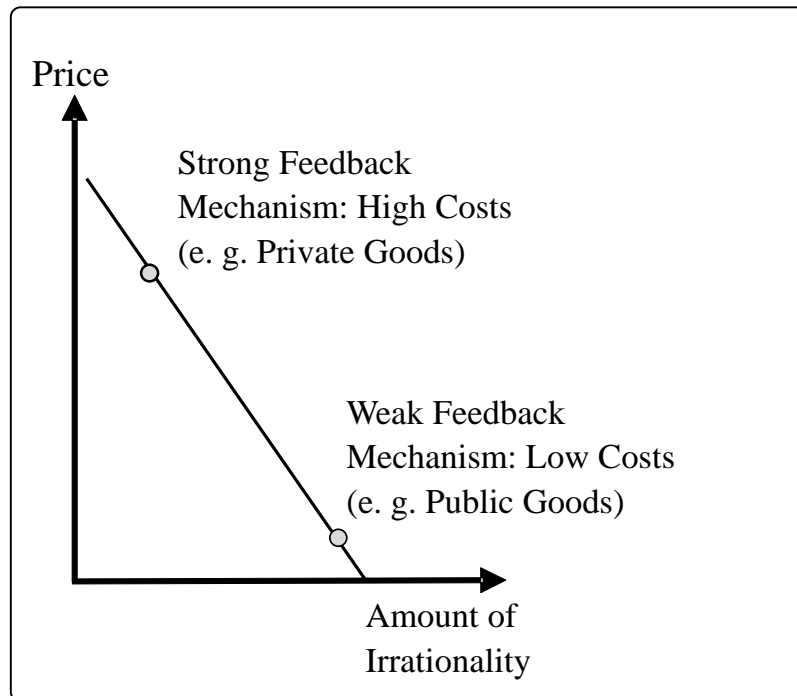 Price
Strong Feedback
Mechanism: High Costs
(e. g. Private Goods)
Weak Feedback
Mechanism: Low Costs
(e. g. Public Goods)
Amount of
Irrationality